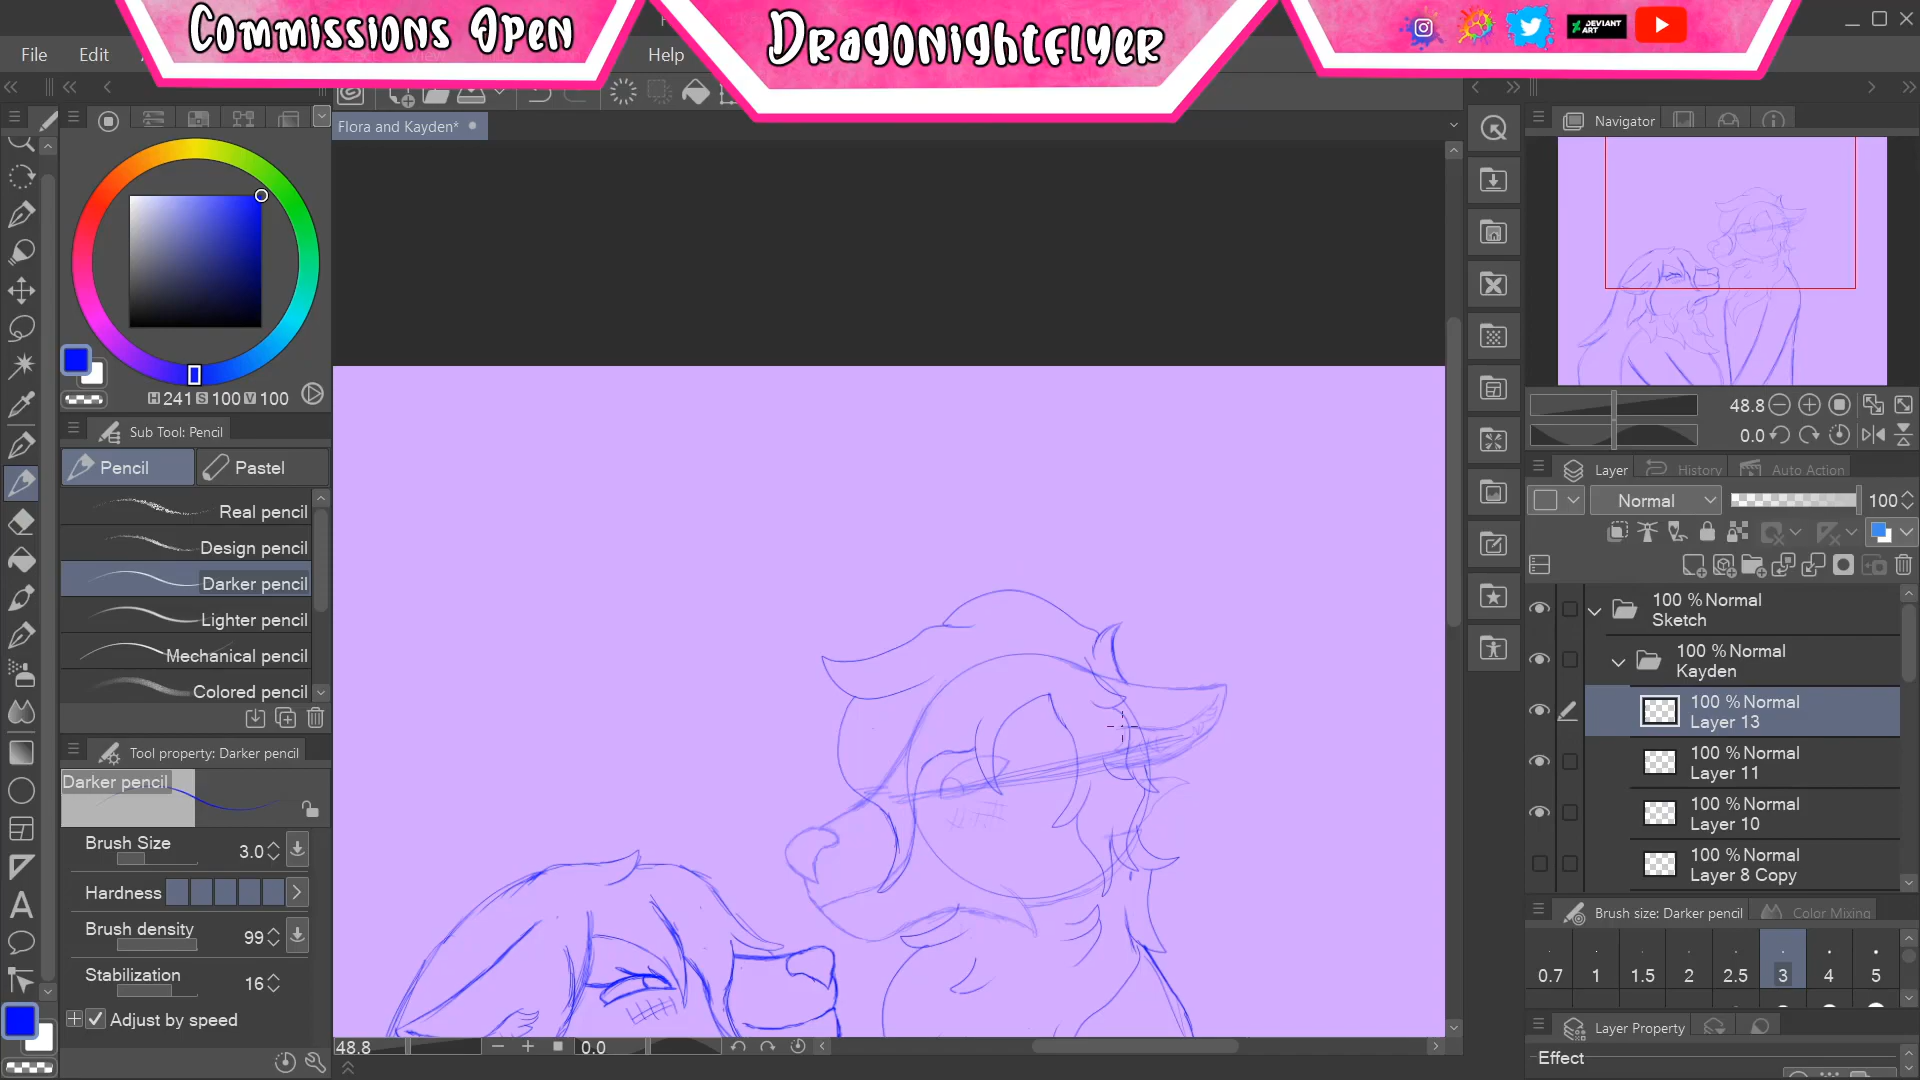 Commissions Open
Dragonightflyer
DEVIANT ART
File
Edit
Help
Flora and Kayden*
Navigator
H 241 S 100 V 100
48.8
0.0
Sub Tool: Pencil
Pencil
Pastel
Real pencil
Design pencil
Darker pencil
Lighter pencil
Mechanical pencil
Colored pencil
Tool property: Darker pencil
Darker pencil
Brush Size
3.0
Hardness
Brush density
99
Stabilization
16
Adjust by speed
48.8
0.0
Layer
History
Auto Action
Normal
100
100 % Normal
Sketch
100 % Normal
Kayden
100 % Normal
Layer 13
100 % Normal
Layer 11
100 % Normal
Layer 10
100 % Normal
Layer 8 Copy
Brush size: Darker pencil
Color Mixing
0.7
1
1.5
2
2.5
3
4
5
Layer Property
Effect